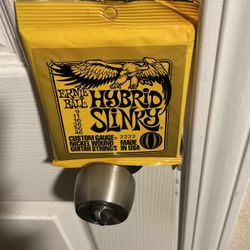 ERNIE BALL
HYBRID
SLINKY
9
11
16
26
36
46
CUSTOM GAUGE 2222
NICKEL WOUND MADE
GUITAR STRINGS IN USA